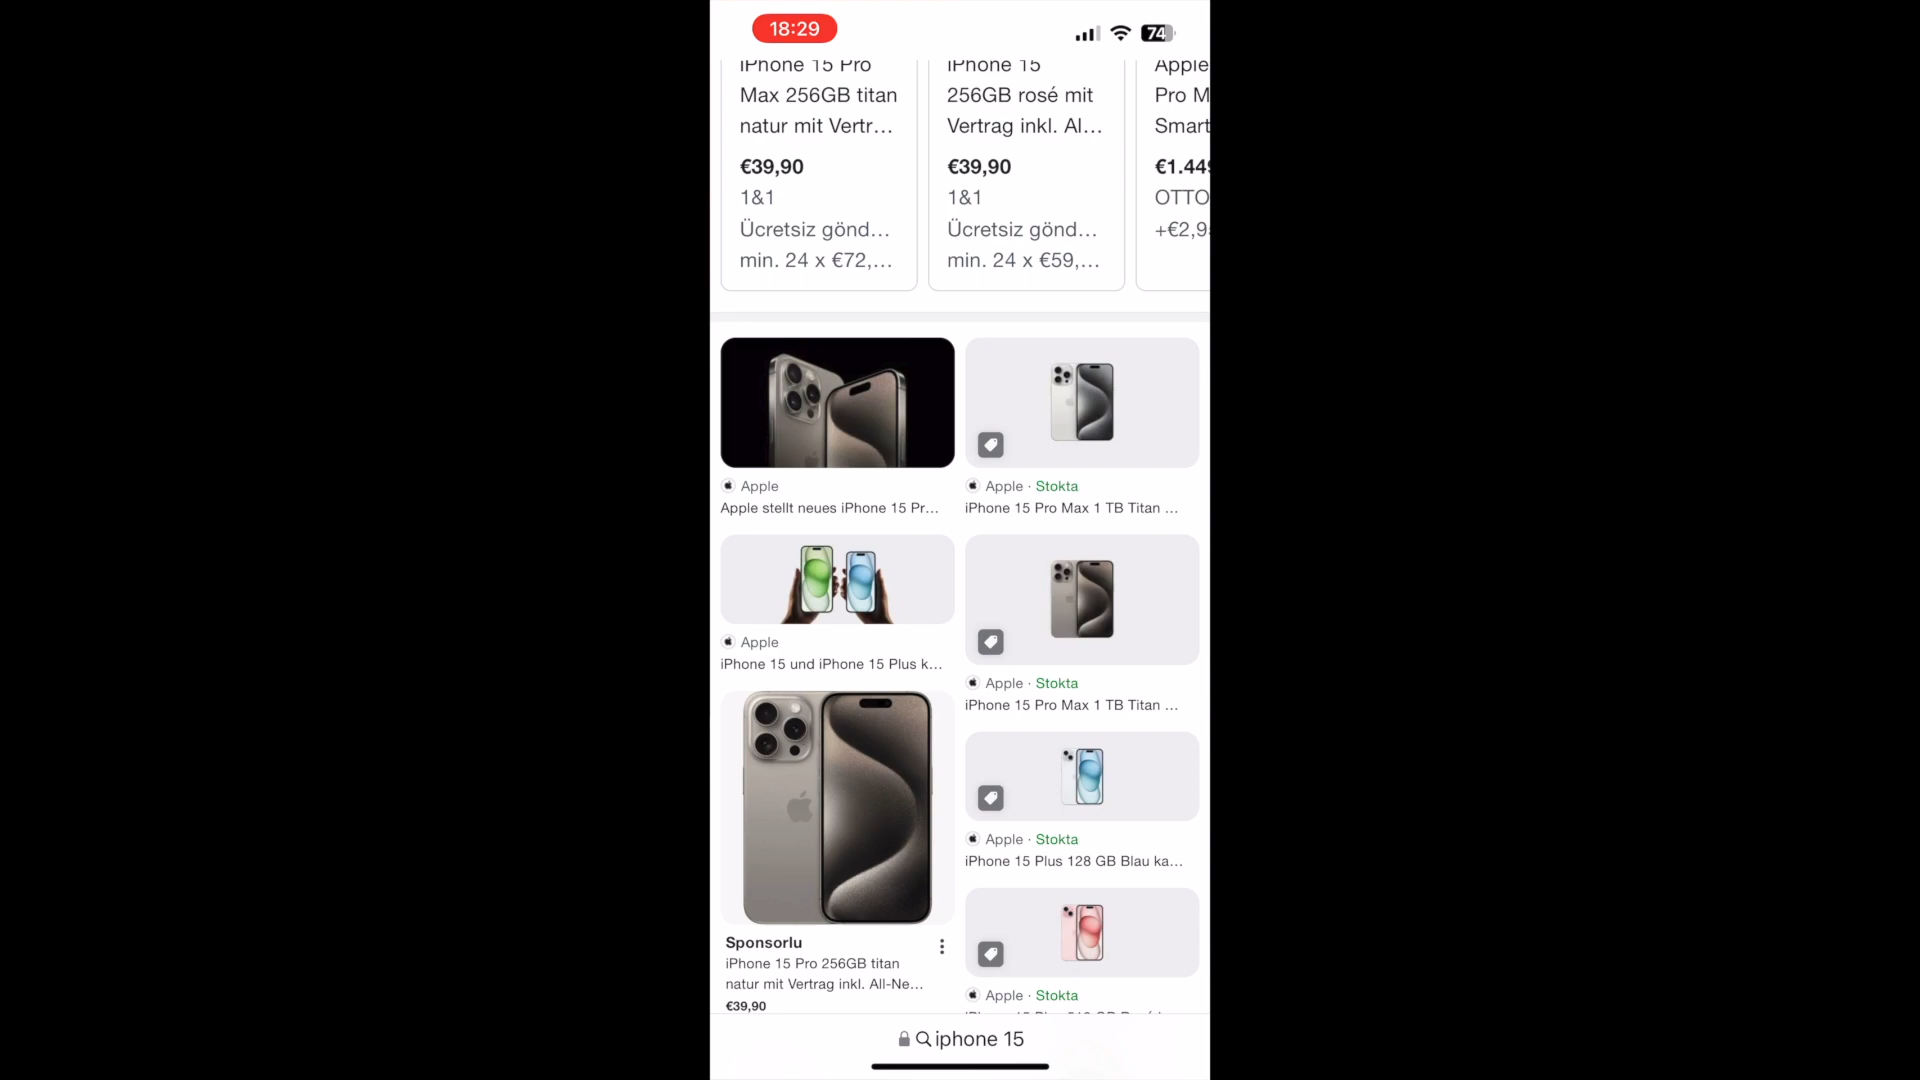 18:29
74
iPhone 15 Pro
Max 256GB titan
natur mit Vertr...
€39,90
1&1
Ücretsiz gönd...
min. 24 x €72,...
iPhone 15
256GB rosé mit
Vertrag inkl. Al...
€39,90
1&1
Ücretsiz gönd...
min. 24 x €59,...
Apple
Pro M
Smart
€1.449
OTTO
+€2,9
Apple
Apple stellt neues iPhone 15 Pr...
Apple · Stokta
iPhone 15 Pro Max 1 TB Titan ...
Apple
iPhone 15 und iPhone 15 Plus k...
Apple · Stokta
iPhone 15 Pro Max 1 TB Titan ...
Apple · Stokta
iPhone 15 Plus 128 GB Blau ka...
Sponsorlu
iPhone 15 Pro 256GB titan
natur mit Vertrag inkl. All-Ne...
€39,90
Apple · Stokta
iphone 15